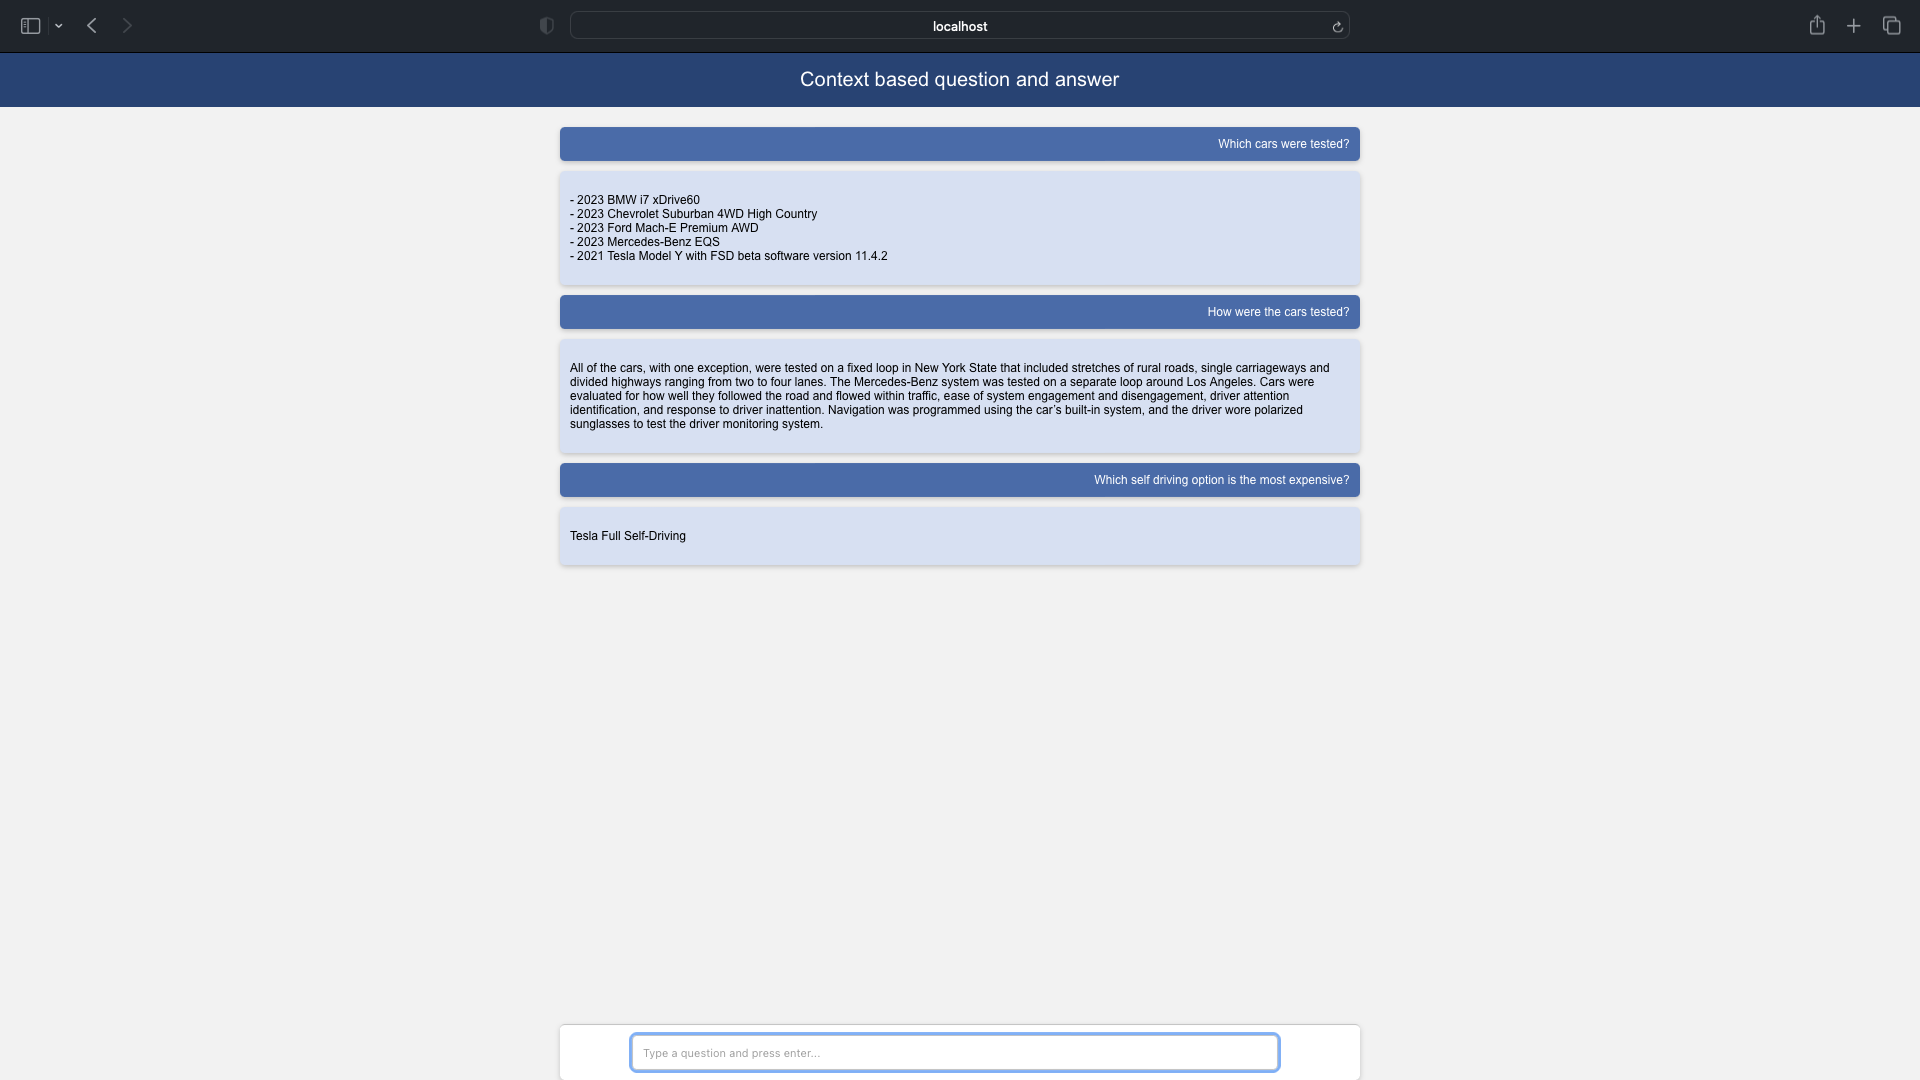 localhost
Context based question and answer
Which cars were tested?
- 2023 BMW i7 xDrive60
- 2023 Chevrolet Suburban 4WD High Country
- 2023 Ford Mach-E Premium AWD
- 2023 Mercedes-Benz EQS
- 2021 Tesla Model Y with FSD beta software version 11.4.2
How were the cars tested?
All of the cars, with one exception, were tested on a fixed loop in New York State that included stretches of rural roads, single carriageways and
divided highways ranging from two to four lanes. The Mercedes-Benz system was tested on a separate loop around Los Angeles. Cars were
evaluated for how well they followed the road and flowed within traffic, ease of system engagement and disengagement, driver attention
identification, and response to driver inattention. Navigation was programmed using the car’s built-in system, and the driver wore polarized
sunglasses to test the driver monitoring system.
Which self driving option is the most expensive?
Tesla Full Self-Driving
Type a question and press enter...